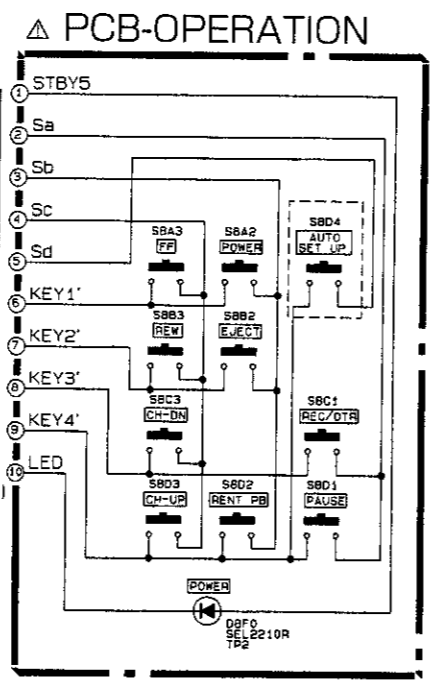 ⚠ PCB-OPERATION
1 STBY5
2 Sa
3 Sb
4 Sc
5 Sd
6 KEY1'
7 KEY2'
8 KEY3'
9 KEY4'
10 LED
S8A3
FF
S8A2
POWER
S8D4
AUTO
SET UP
S8B3
REW
S8B2
EJECT
S8C3
CH-DN
S8C1
REC/OTR
S8D3
CH-UP
S8D2
RENT PB
S8D1
PAUSE
POWER
D8F0
SEL2210R
TP2